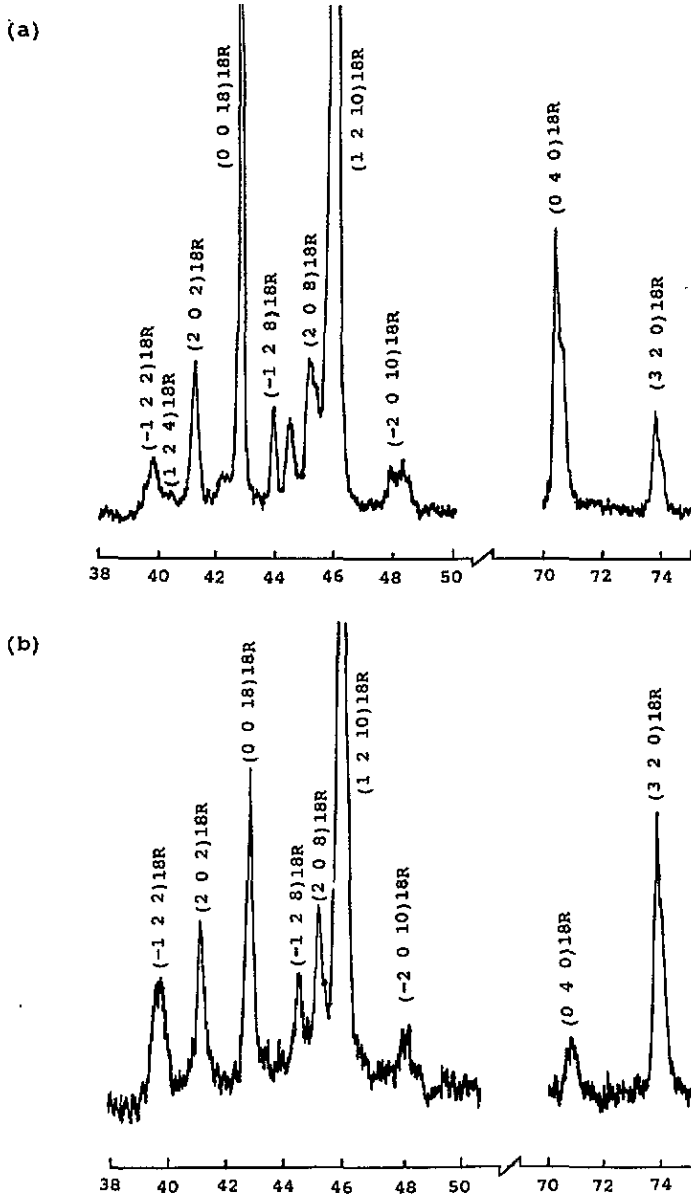 (a)
(-1 2 2)18R
(1 2 4)18R
(2 0 2)18R
(0 0 18)18R
(-1 2 8)18R
(2 0 8)18R
(1 2 10)18R
(-2 0 10)18R
(0 4 0)18R
(3 2 0)18R
38 40 42 44 46 48 50 70 72 74
(b)
(-1 2 2)18R
(2 0 2)18R
(0 0 18)18R
(-1 2 8)18R
(2 0 8)18R
(1 2 10)18R
(-2 0 10)18R
(0 4 0)18R
(3 2 0)18R
38 40 42 44 46 48 50 70 72 74